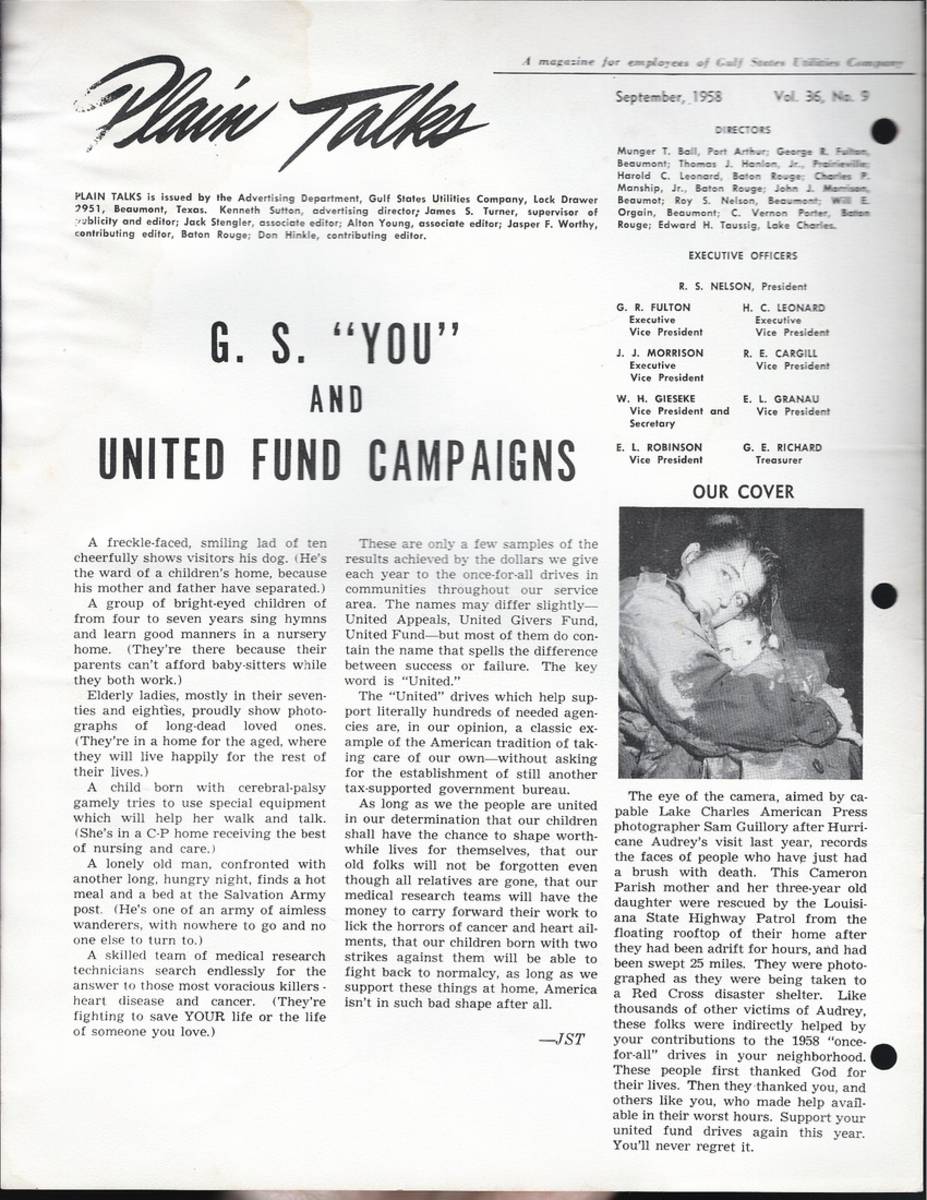 Plain Talks
A magazine for employees of Gulf States Utilities Company
September, 1958 Vol. 36, No. 9
PLAIN TALKS is issued by the Advertising Department, Gulf States Utilities Company, Lock Drawer
2951, Beaumont, Texas. Kenneth Sutton, advertising director; James S. Turner, supervisor of
publicity and editor; Jack Stengler, associate editor; Alton Young, associate editor; Jasper F. Worthy,
contributing editor, Baton Rouge; Don Hinkle, contributing editor.
DIRECTORS
Munger T. Ball, Port Arthur; George R. Fulton,
Beaumont; Thomas J. Hanlon, Jr., Prairieville;
Harold C. Leonard, Baton Rouge; Charles P.
Manship, Jr., Baton Rouge; John J. Morrison,
Beaumot; Roy S. Nelson, Beaumont; Will E.
Orgain, Beaumont; C. Vernon Porter, Baton
Rouge; Edward H. Taussig, Lake Charles.
EXECUTIVE OFFICERS
R. S. NELSON, President
G. R. FULTON
Executive
Vice President
H. C. LEONARD
Executive
Vice President
J. J. MORRISON
Executive
Vice President
R. E. CARGILL
Vice President
W. H. GIESEKE
Vice President and
Secretary
E. L. GRANAU
Vice President
E. L. ROBINSON
Vice President
G. E. RICHARD
Treasurer
G. S. "YOU"
AND
UNITED FUND CAMPAIGNS
A freckle-faced, smiling lad of ten
cheerfully shows visitors his dog. (He's
the ward of a children's home, because
his mother and father have separated.)
A group of bright-eyed children of
from four to seven years sing hymns
and learn good manners in a nursery
home. (They're there because their
parents can't afford baby-sitters while
they both work.)
Elderly ladies, mostly in their seven-
ties and eighties, proudly show photo-
graphs of long-dead loved ones.
(They're in a home for the aged, where
they will live happily for the rest of
their lives.)
A child born with cerebral-palsy
gamely tries to use special equipment
which will help her walk and talk.
(She's in a C-P home receiving the best
of nursing and care.)
A lonely old man, confronted with
another long, hungry night, finds a hot
meal and a bed at the Salvation Army
post. (He's one of an army of aimless
wanderers, with nowhere to go and no
one else to turn to.)
A skilled team of medical research
technicians search endlessly for the
answer to those most voracious killers -
heart disease and cancer. (They're
fighting to save YOUR life or the life
of someone you love.)
These are only a few samples of the
results achieved by the dollars we give
each year to the once-for-all drives in
communities throughout our service
area. The names may differ slightly—
United Appeals, United Givers Fund,
United Fund—but most of them do con-
tain the name that spells the difference
between success or failure. The key
word is "United."
The "United" drives which help sup-
port literally hundreds of needed agen-
cies are, in our opinion, a classic ex-
ample of the American tradition of tak-
ing care of our own—without asking
for the establishment of still another
tax-supported government bureau.
As long as we the people are united
in our determination that our children
shall have the chance to shape worth-
while lives for themselves, that our
old folks will not be forgotten even
though all relatives are gone, that our
medical research teams will have the
money to carry forward their work to
lick the horrors of cancer and heart ail-
ments, that our children born with two
strikes against them will be able to
fight back to normalcy, as long as we
support these things at home, America
isn't in such bad shape after all.
—JST
OUR COVER
The eye of the camera, aimed by ca-
pable Lake Charles American Press
photographer Sam Guillory after Hurri-
cane Audrey's visit last year, records
the faces of people who have just had
a brush with death. This Cameron
Parish mother and her three-year old
daughter were rescued by the Louisi-
ana State Highway Patrol from the
floating rooftop of their home after
they had been adrift for hours, and had
been swept 25 miles. They were photo-
graphed as they were being taken to
a Red Cross disaster shelter. Like
thousands of other victims of Audrey,
these folks were indirectly helped by
your contributions to the 1958 "once-
for-all" drives in your neighborhood.
These people first thanked God for
their lives. Then they thanked you, and
others like you, who made help avail-
able in their worst hours. Support your
united fund drives again this year.
You'll never regret it.